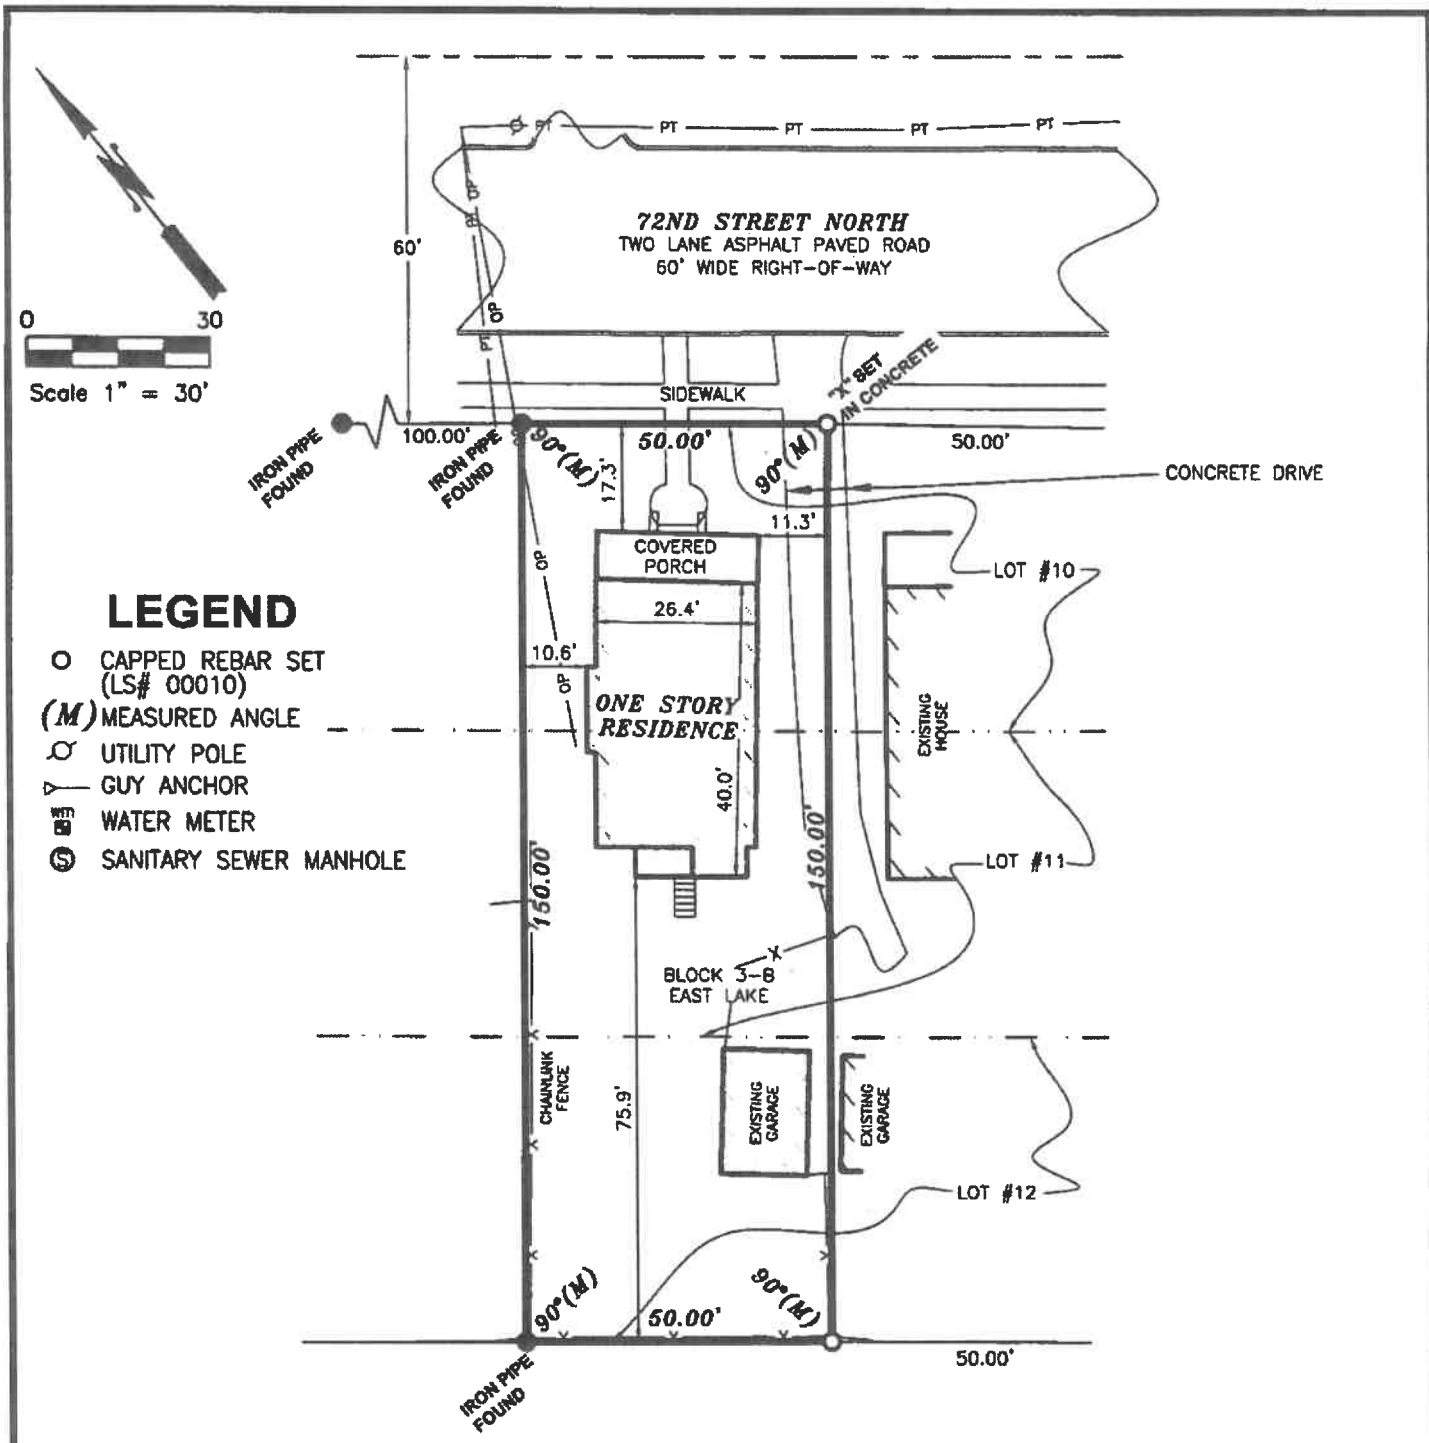 PT PT PT PT PT
OP
72ND STREET NORTH
TWO LANE ASPHALT PAVED ROAD
60' WIDE RIGHT-OF-WAY
60'
OP
PT
0 30
Scale 1" = 30'
SIDEWALK
"X" SET
IN CONCRETE
100.00'
50.00'
50.00'
IRON PIPE
FOUND
IRON PIPE
FOUND
90°(M)
90°(M)
17.3'
11.3'
CONCRETE DRIVE
COVERED
PORCH
OP
LOT #10
26.4'
10.6'
OP
ONE STORY
RESIDENCE
40.0'
EXISTING
HOUSE
LEGEND
CAPPED REBAR SET
(LS# 00010)
(M) MEASURED ANGLE
UTILITY POLE
GUY ANCHOR
WM WATER METER
S SANITARY SEWER MANHOLE
150.00'
150.00'
LOT #11
X
BLOCK 3-B
EAST LAKE
CHAINLINK
FENCE
75.9'
EXISTING
GARAGE
EXISTING
GARAGE
LOT #12
90°(M)
90°(M)
50.00'
50.00'
IRON PIPE
FOUND